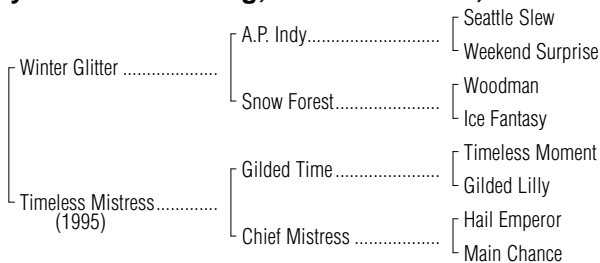 Winter Glitter ....................
A.P. Indy............................
Seattle Slew
Weekend Surprise
Snow Forest......................
Woodman
Ice Fantasy
Timeless Mistress.............
(1995)
Gilded Time ......................
Timeless Moment
Gilded Lilly
Chief Mistress ..................
Hail Emperor
Main Chance